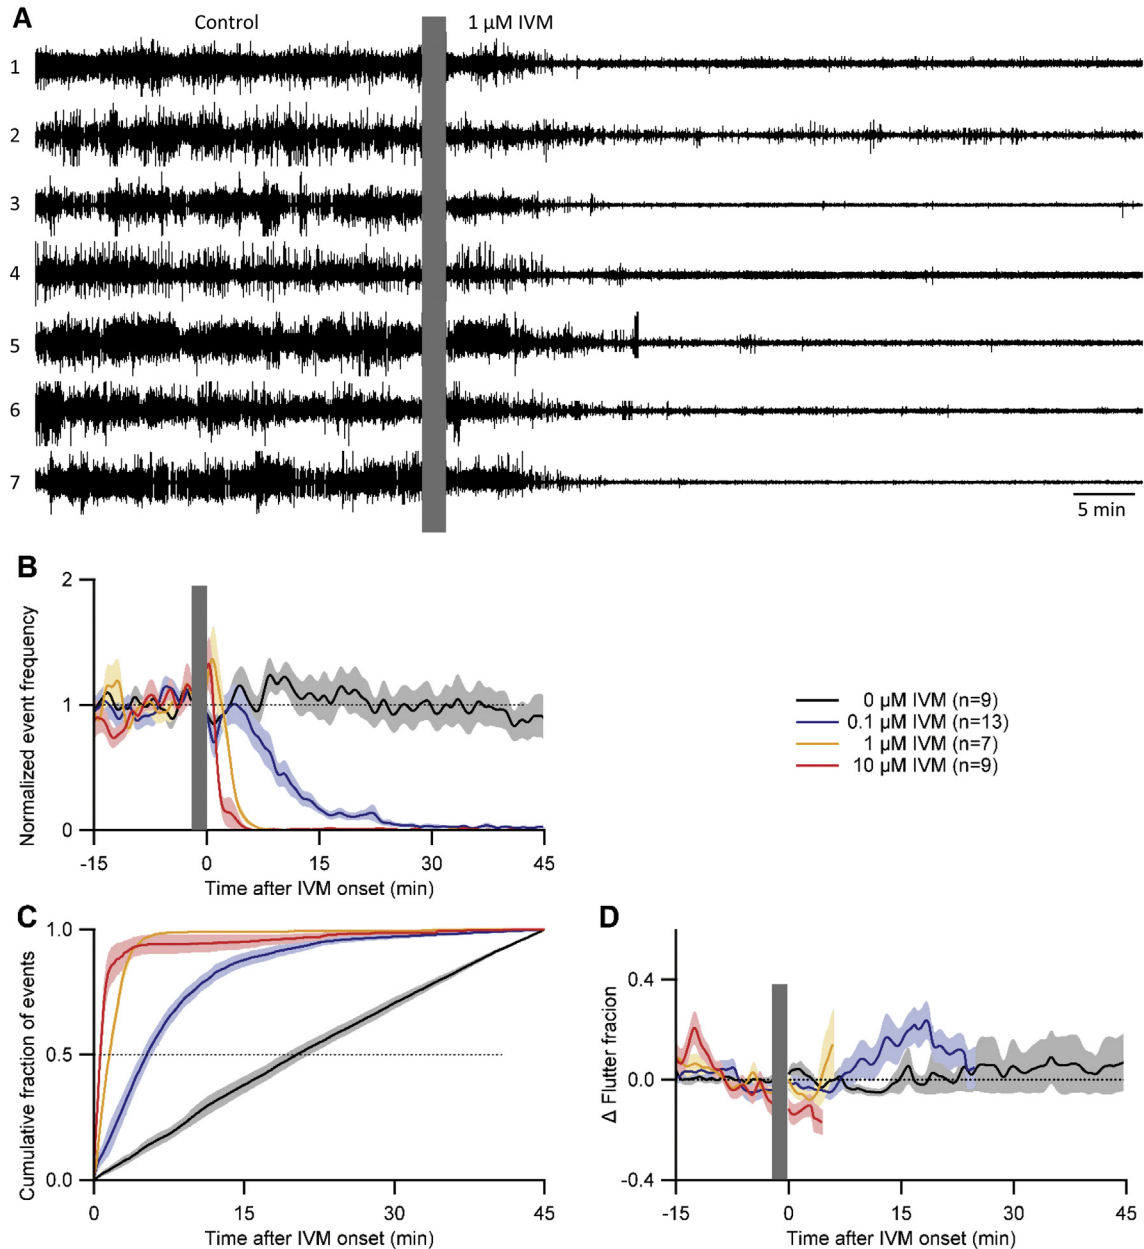 A
Control
1 µM IVM
1
2
3
4
5
6
7
5 min
B
Normalized event frequency
2
1
0
-15
0
15
30
45
Time after IVM onset (min)
0 µM IVM (n=9)
0.1 µM IVM (n=13)
1 µM IVM (n=7)
10 µM IVM (n=9)
C
Cumulative fraction of events
1.0
0.5
0.0
0
15
30
45
Time after IVM onset (min)
D
Δ Flutter fracion
0.4
0.0
-0.4
-15
0
15
30
45
Time after IVM onset (min)